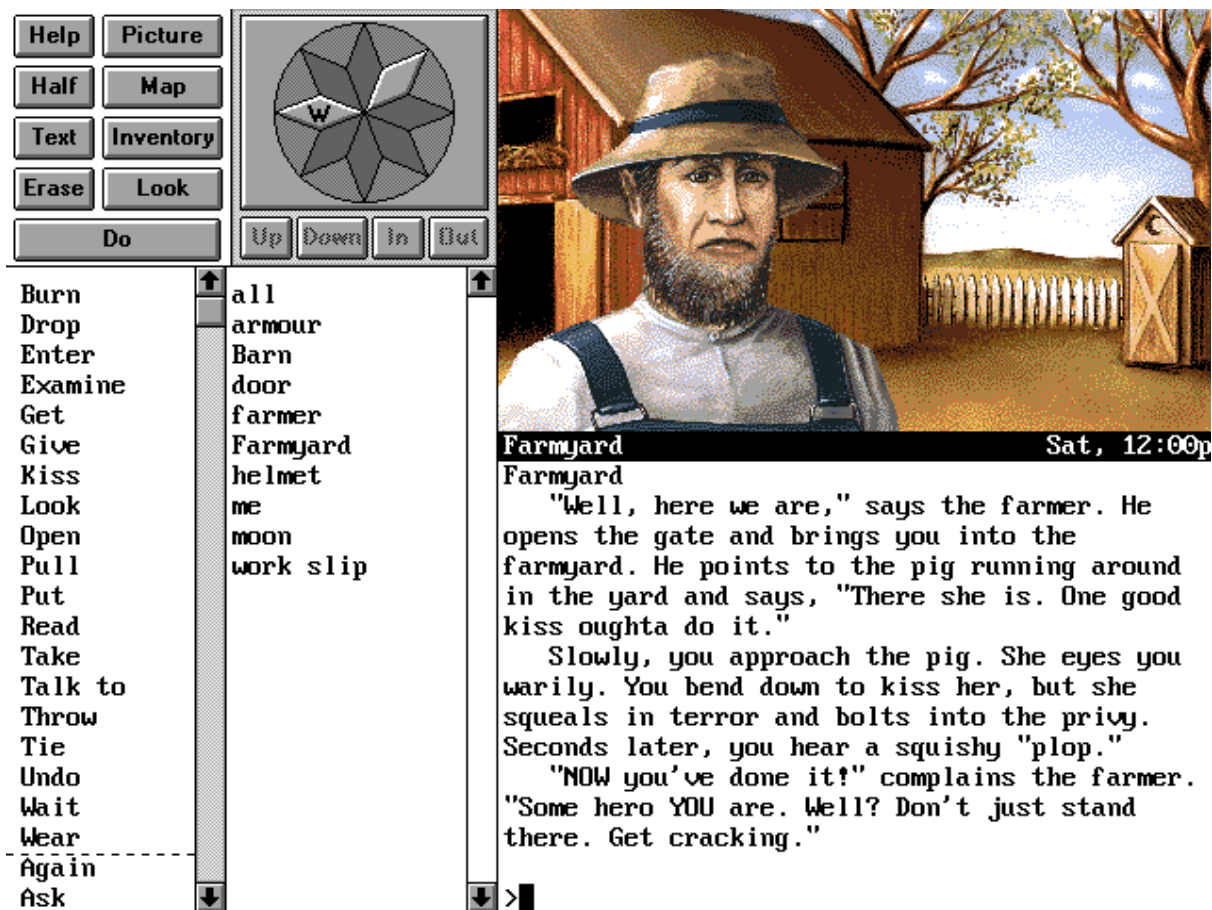 Help Picture
Half Map
Text Inventory
Erase Look
Do
W
Up Down In Out
Burn
Drop
Enter
Examine
Get
Give
Kiss
Look
Open
Pull
Put
Read
Take
Talk to
Throw
Tie
Undo
Wait
Wear
Again
Ask
all
armour
Barn
door
farmer
Farmyard
helmet
me
moon
work slip
Farmyard Sat, 12:00p
Farmyard
"Well, here we are," says the farmer. He
opens the gate and brings you into the
farmyard. He points to the pig running around
in the yard and says, "There she is. One good
kiss oughta do it."
Slowly, you approach the pig. She eyes you
warily. You bend down to kiss her, but she
squeals in terror and bolts into the privy.
Seconds later, you hear a squishy "plop."
"NOW you've done it!" complains the farmer.
"Some hero YOU are. Well? Don't just stand
there. Get cracking."
>